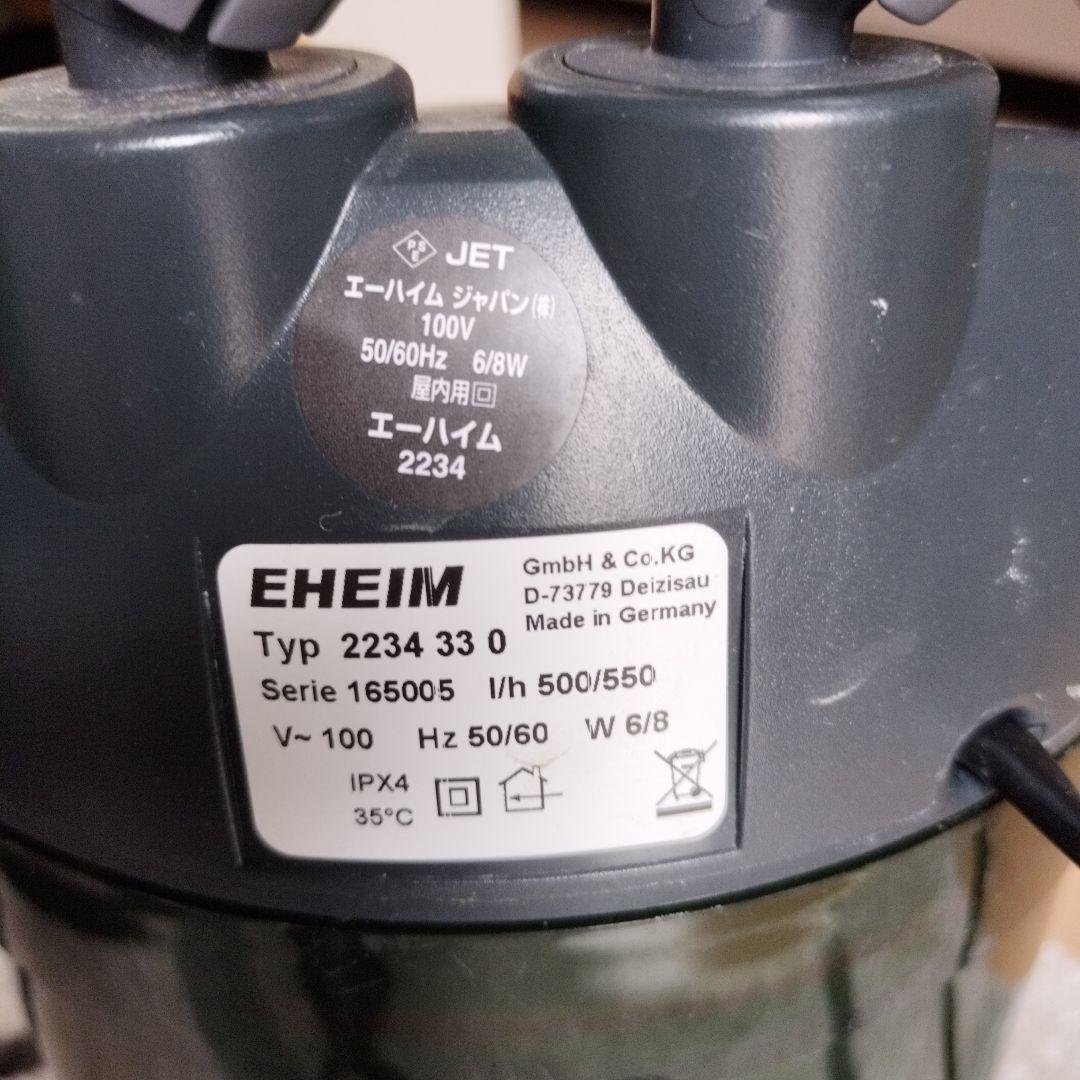 PSE JET
エーハイム ジャパン(株)
100V
50/60Hz 6/8W
屋内用
エーハイム
2234
EHEIM
GmbH & Co.KG
D-73779 Deizisau
Made in Germany
Typ 2234 33 0
Serie 165005 l/h 500/550
V~ 100 Hz 50/60 W 6/8
IPX4
35°C